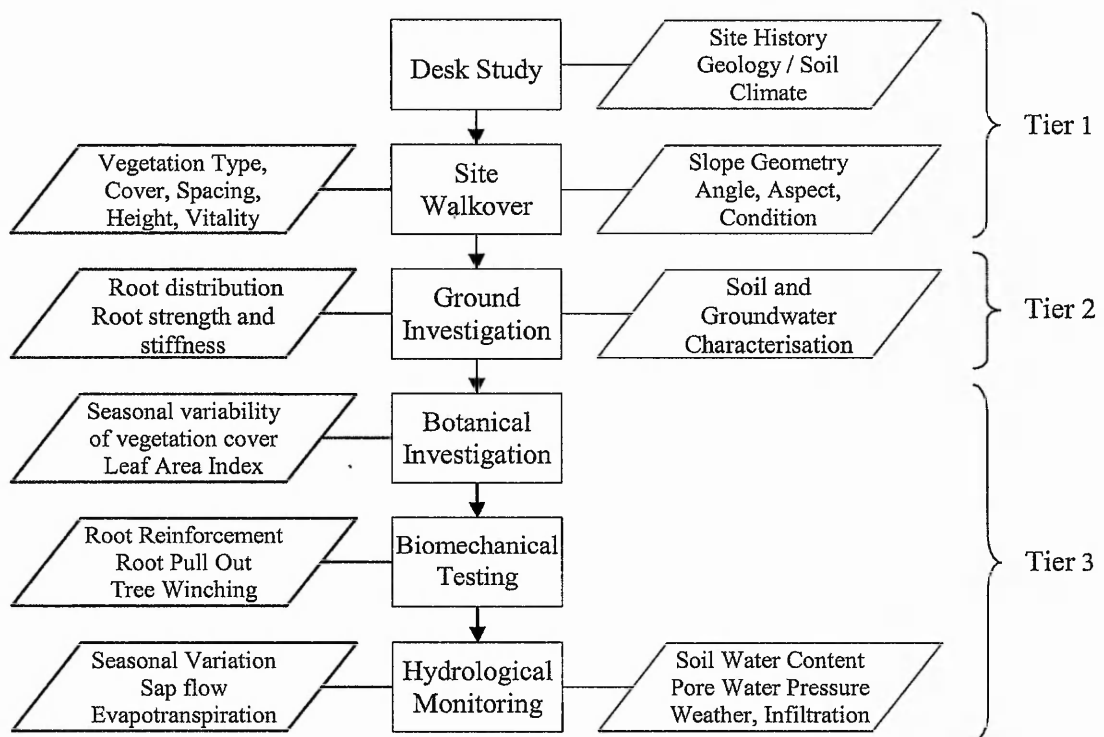 Desk Study
Site History
Geology / Soil
Climate
Tier 1
Vegetation Type,
Cover, Spacing,
Height, Vitality
Site
Walkover
Slope Geometry
Angle, Aspect,
Condition
Root distribution
Root strength and
stiffness
Ground
Investigation
Soil and
Groundwater
Characterisation
Tier 2
Seasonal variability
of vegetation cover
Leaf Area Index
Botanical
Investigation
Root Reinforcement
Root Pull Out
Tree Winching
Biomechanical
Testing
Tier 3
Seasonal Variation
Sap flow
Evapotranspiration
Hydrological
Monitoring
Soil Water Content
Pore Water Pressure
Weather, Infiltration